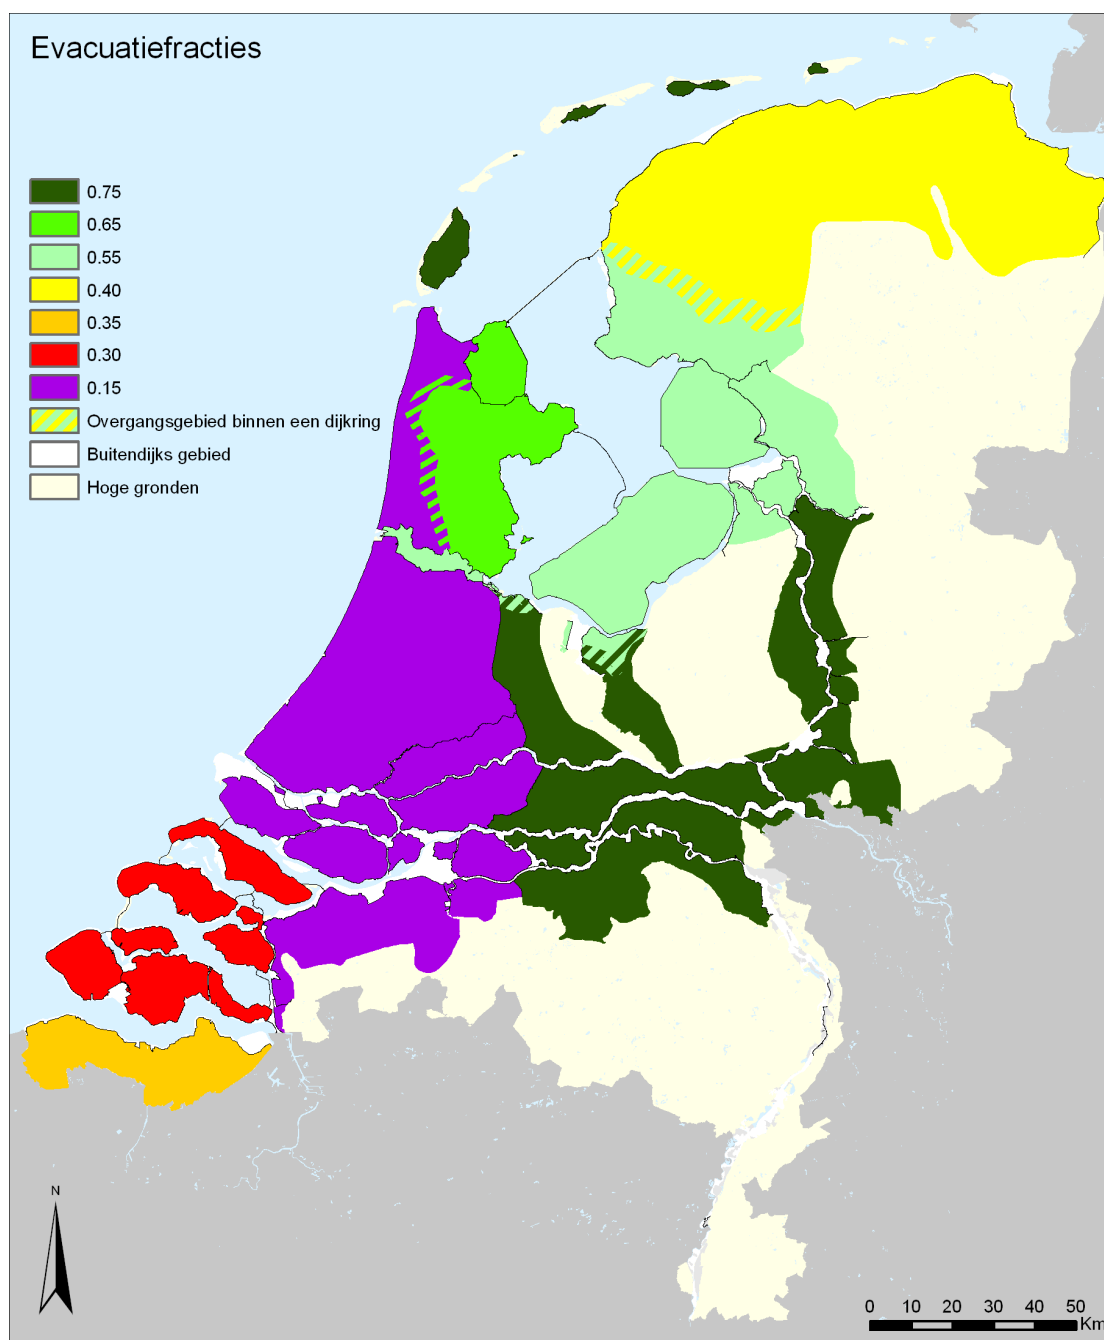 Evacuatiefracties
0.75
0.65
0.55
0.40
0.35
0.30
0.15
Overgangsgebied binnen een dijkring
Buitendijks gebied
Hoge gronden
N
0 10 20 30 40 50
Km